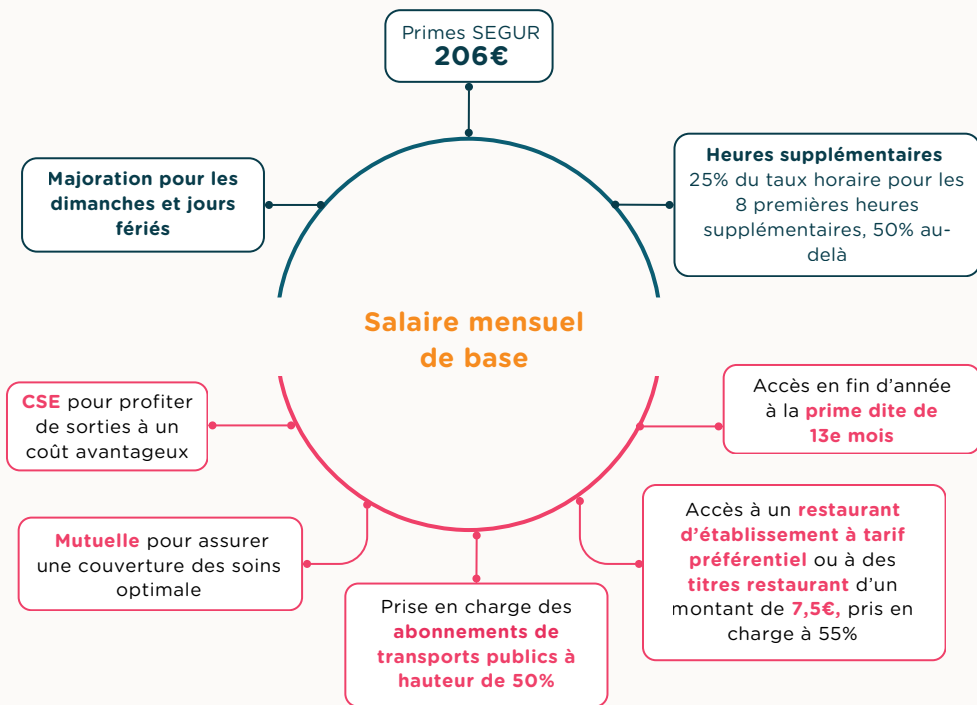 Primes SEGUR
206€
Majoration pour les
dimanches et jours
fériés
Heures supplémentaires
25% du taux horaire pour les
8 premières heures
supplémentaires, 50% au-
delà
Salaire mensuel
de base
CSE pour profiter
de sorties à un
coût avantageux
Accès en fin d’année
à la prime dite de
13e mois
Mutuelle pour assurer
une couverture des soins
optimale
Prise en charge des
abonnements de
transports publics à
hauteur de 50%
Accès à un restaurant
d’établissement à tarif
préférentiel ou à des
titres restaurant d’un
montant de 7,5€, pris en
charge à 55%